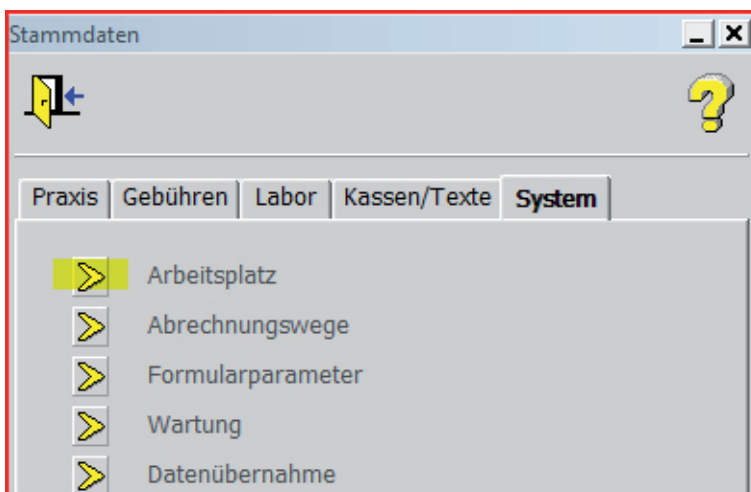 Stammdaten
Praxis Gebühren Labor Kassen/Texte System
Arbeitsplatz
Abrechnungswege
Formularparameter
Wartung
Datenübernahme